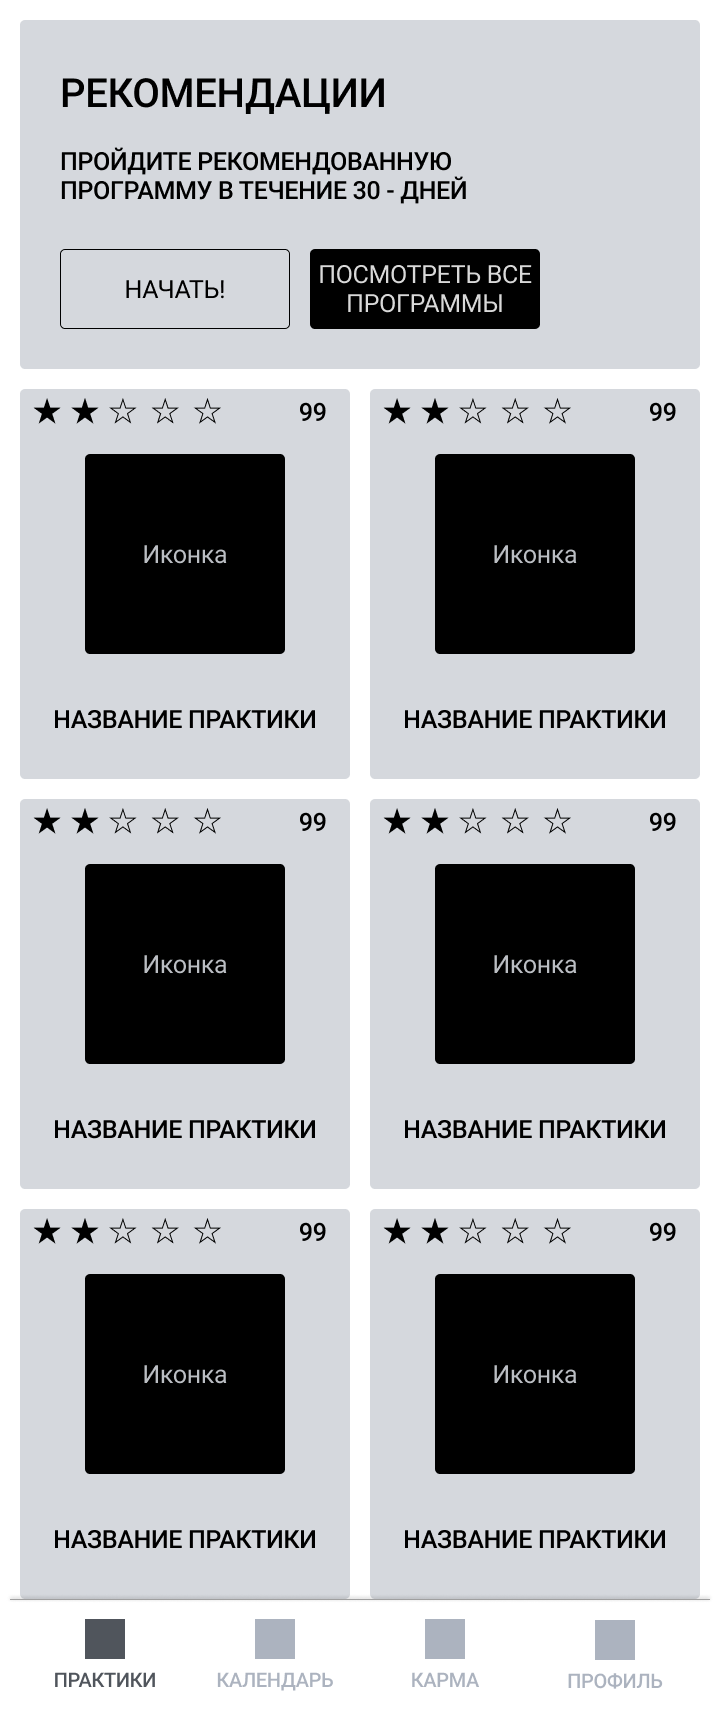 РЕКОМЕНДАЦИИ
ПРОЙДИТЕ РЕКОМЕНДОВАННУЮ
ПРОГРАММУ В ТЕЧЕНИЕ 30 - ДНЕЙ
НАЧАТЬ!
ПОСМОТРЕТЬ ВСЕ
ПРОГРАММЫ
★ ★ ☆ ☆ ☆ 99
Иконка
НАЗВАНИЕ ПРАКТИКИ
★ ★ ☆ ☆ ☆ 99
Иконка
НАЗВАНИЕ ПРАКТИКИ
★ ★ ☆ ☆ ☆ 99
Иконка
НАЗВАНИЕ ПРАКТИКИ
★ ★ ☆ ☆ ☆ 99
Иконка
НАЗВАНИЕ ПРАКТИКИ
★ ★ ☆ ☆ ☆ 99
Иконка
НАЗВАНИЕ ПРАКТИКИ
★ ★ ☆ ☆ ☆ 99
Иконка
НАЗВАНИЕ ПРАКТИКИ
ПРАКТИКИ
КАЛЕНДАРЬ
КАРМА
ПРОФИЛЬ